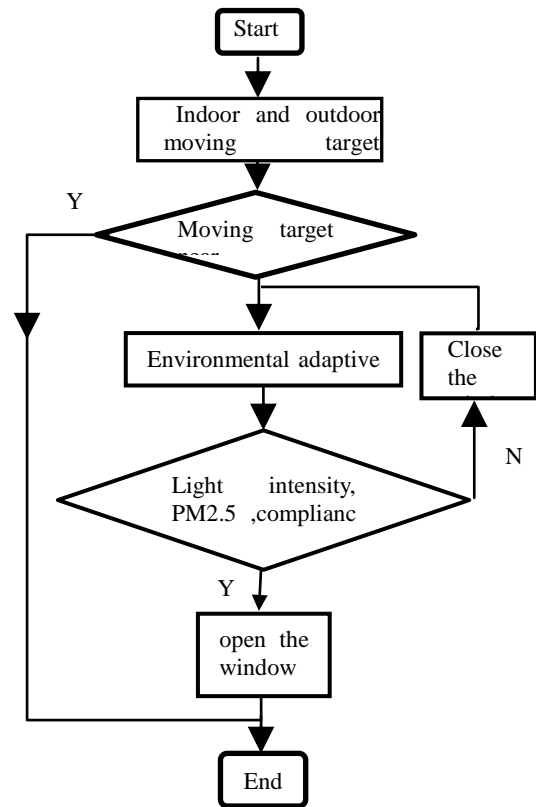 Start
Indoor and outdoor
moving target
Y
Moving target
Environmental adaptive
Close
the
N
Light intensity,
PM2.5 ,complianc
Y
open the
window
End